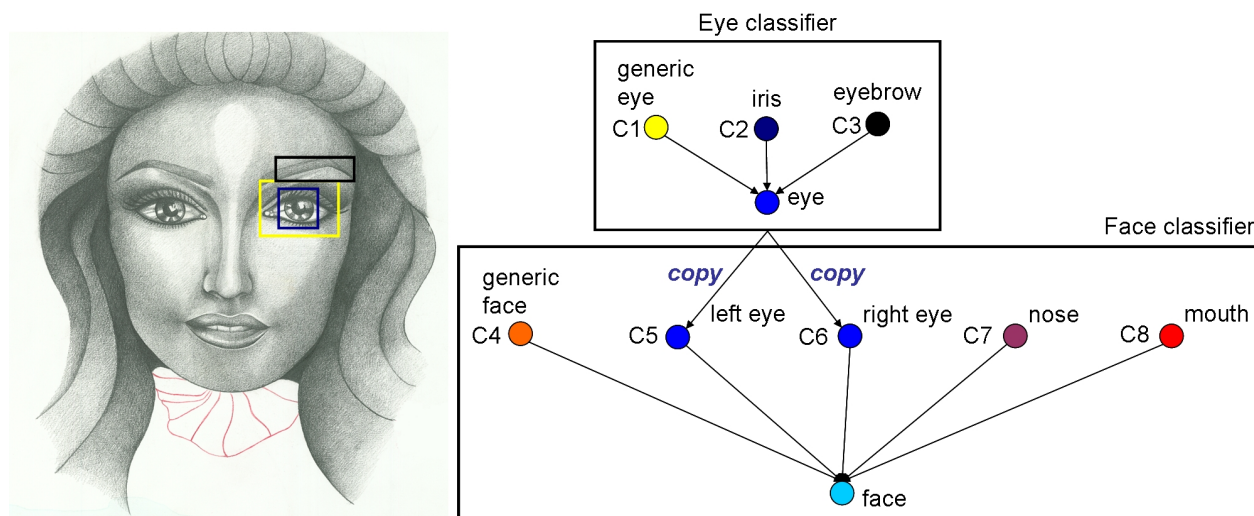 Eye classifier
generic
eye
iris
eyebrow
C1
C2
C3
eye
Face classifier
copy
copy
generic
face
left eye
right eye
nose
mouth
C4
C5
C6
C7
C8
face